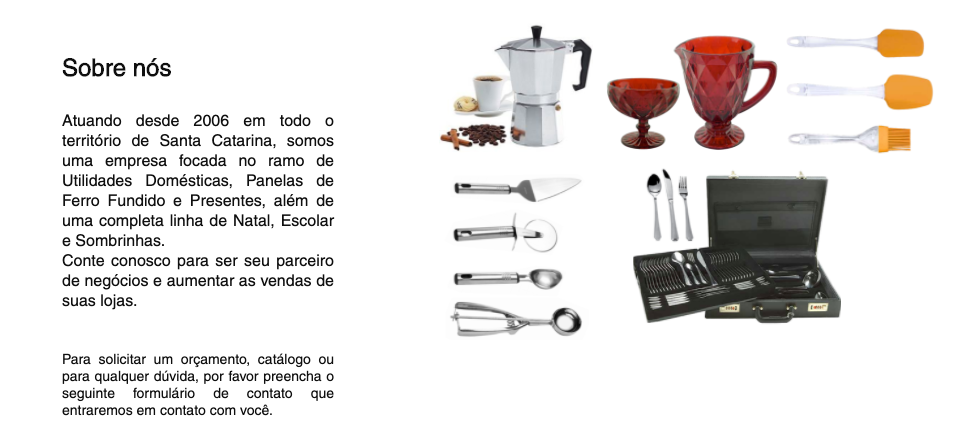 Sobre nós
Atuando desde 2006 em todo o
território de Santa Catarina, somos
uma empresa focada no ramo de
Utilidades Domésticas, Panelas de
Ferro Fundido e Presentes, além de
uma completa linha de Natal, Escolar
e Sombrinhas.
Conte conosco para ser seu parceiro
de negócios e aumentar as vendas de
suas lojas.
Para solicitar um orçamento, catálogo ou
para qualquer dúvida, por favor preencha o
seguinte formulário de contato que
entraremos em contato com você.